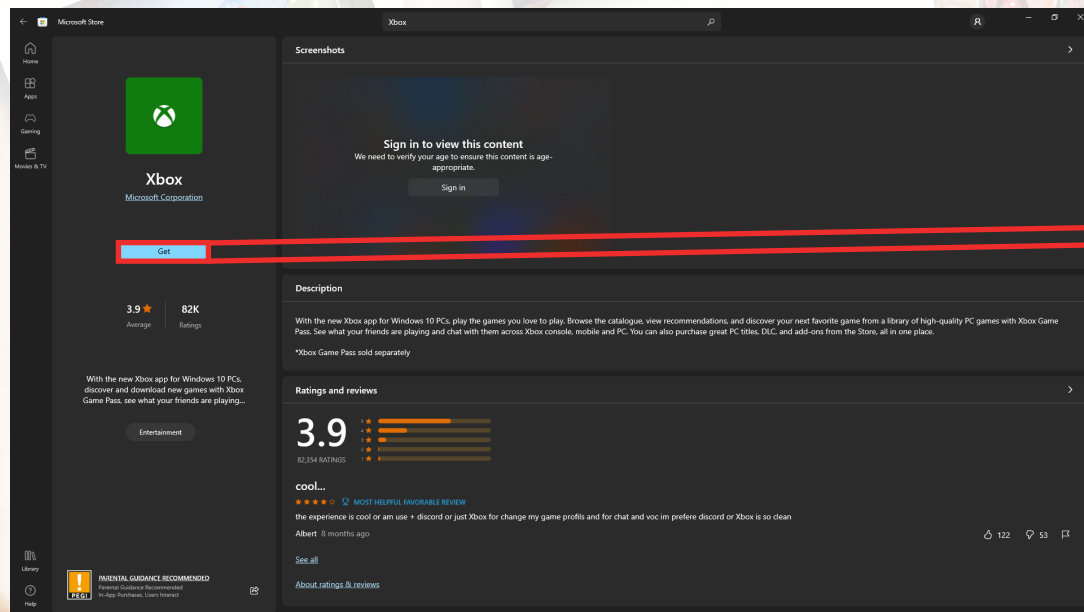 Microsoft Store
Xbox
Home
Apps
Gaming
Movies & TV
Library
Help
Xbox
Microsoft Corporation
Get
3.9
Average
82K
Ratings
With the new Xbox app for Windows 10 PCs,
discover and download new games with Xbox
Game Pass, see what your friends are playing...
Entertainment
PEGI
PARENTAL GUIDANCE RECOMMENDED
Parental Guidance Recommended
In-App Purchases, Users Interact
Screenshots
Sign in to view this content
We need to verify your age to ensure this content is age-
appropriate.
Sign in
Description
With the new Xbox app for Windows 10 PCs, play the games you love to play. Browse the catalogue, view recommendations, and discover your next favorite game from a library of high-quality PC games with Xbox Game
Pass. See what your friends are playing and chat with them across Xbox console, mobile and PC. You can also purchase great PC titles, DLC, and add-ons from the Store, all in one place.
*Xbox Game Pass sold separately
Ratings and reviews
3.9
82,354 RATINGS
5
4
3
2
1
cool...
MOST HELPFUL FAVORABLE REVIEW
the experience is cool or am use + discord or just Xbox for change my game profils and for chat and voc im prefere discord or Xbox is so clean
Albert 8 months ago
122 53
See all
About ratings & reviews